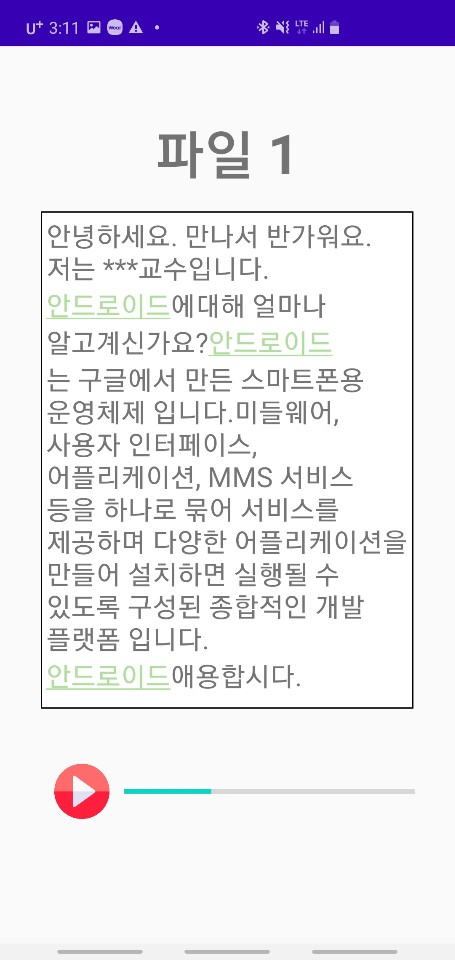 U+ 3:11 LTE
파일 1
안녕하세요. 만나서 반가워요.
저는 ***교수입니다.
안드로이드에대해 얼마나
알고계신가요?안드로이드
는 구글에서 만든 스마트폰용
운영체제 입니다.미들웨어,
사용자 인터페이스,
어플리케이션, MMS 서비스
등을 하나로 묶어 서비스를
제공하며 다양한 어플리케이션을
만들어 설치하면 실행될 수
있도록 구성된 종합적인 개발
플랫폼 입니다.
안드로이드애용합시다.